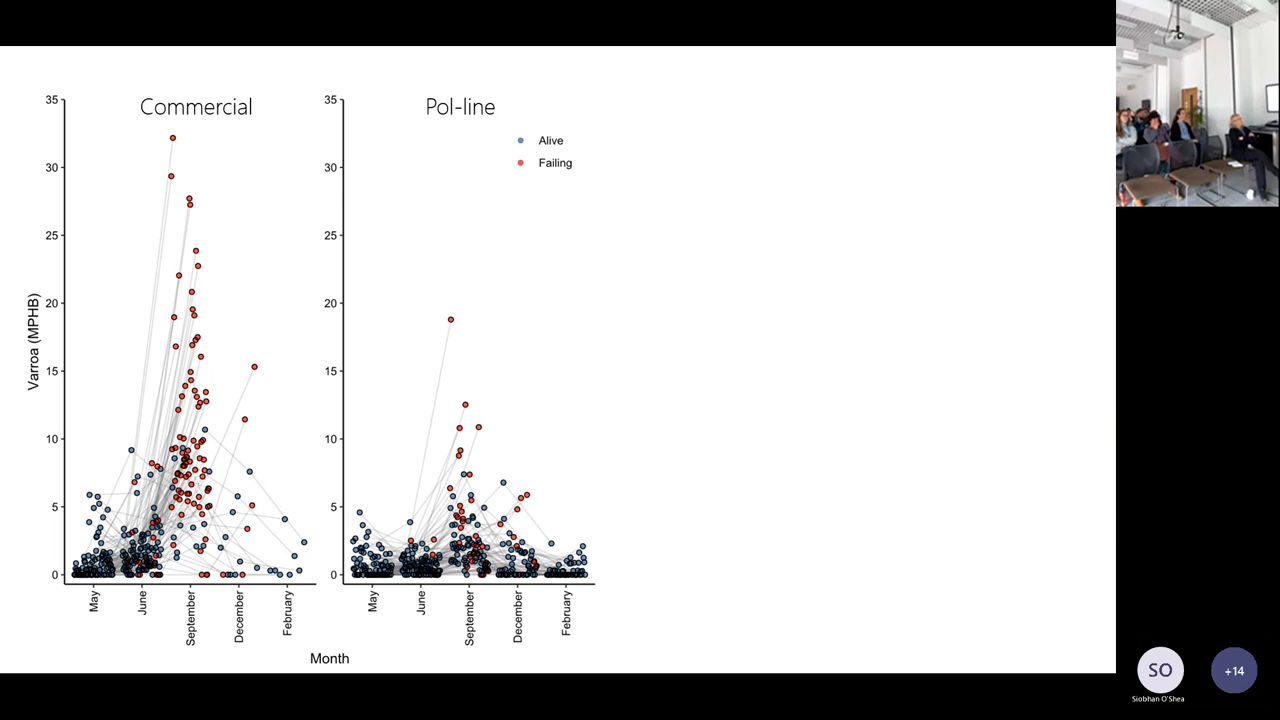 Commercial
Pol-line
Alive
Failing
35
30
25
20
15
10
5
0
Varroa (MPHB)
May
June
September
December
February
35
30
25
20
15
10
5
0
May
June
September
December
February
Month
SO
+14
Siobhan O'Shea